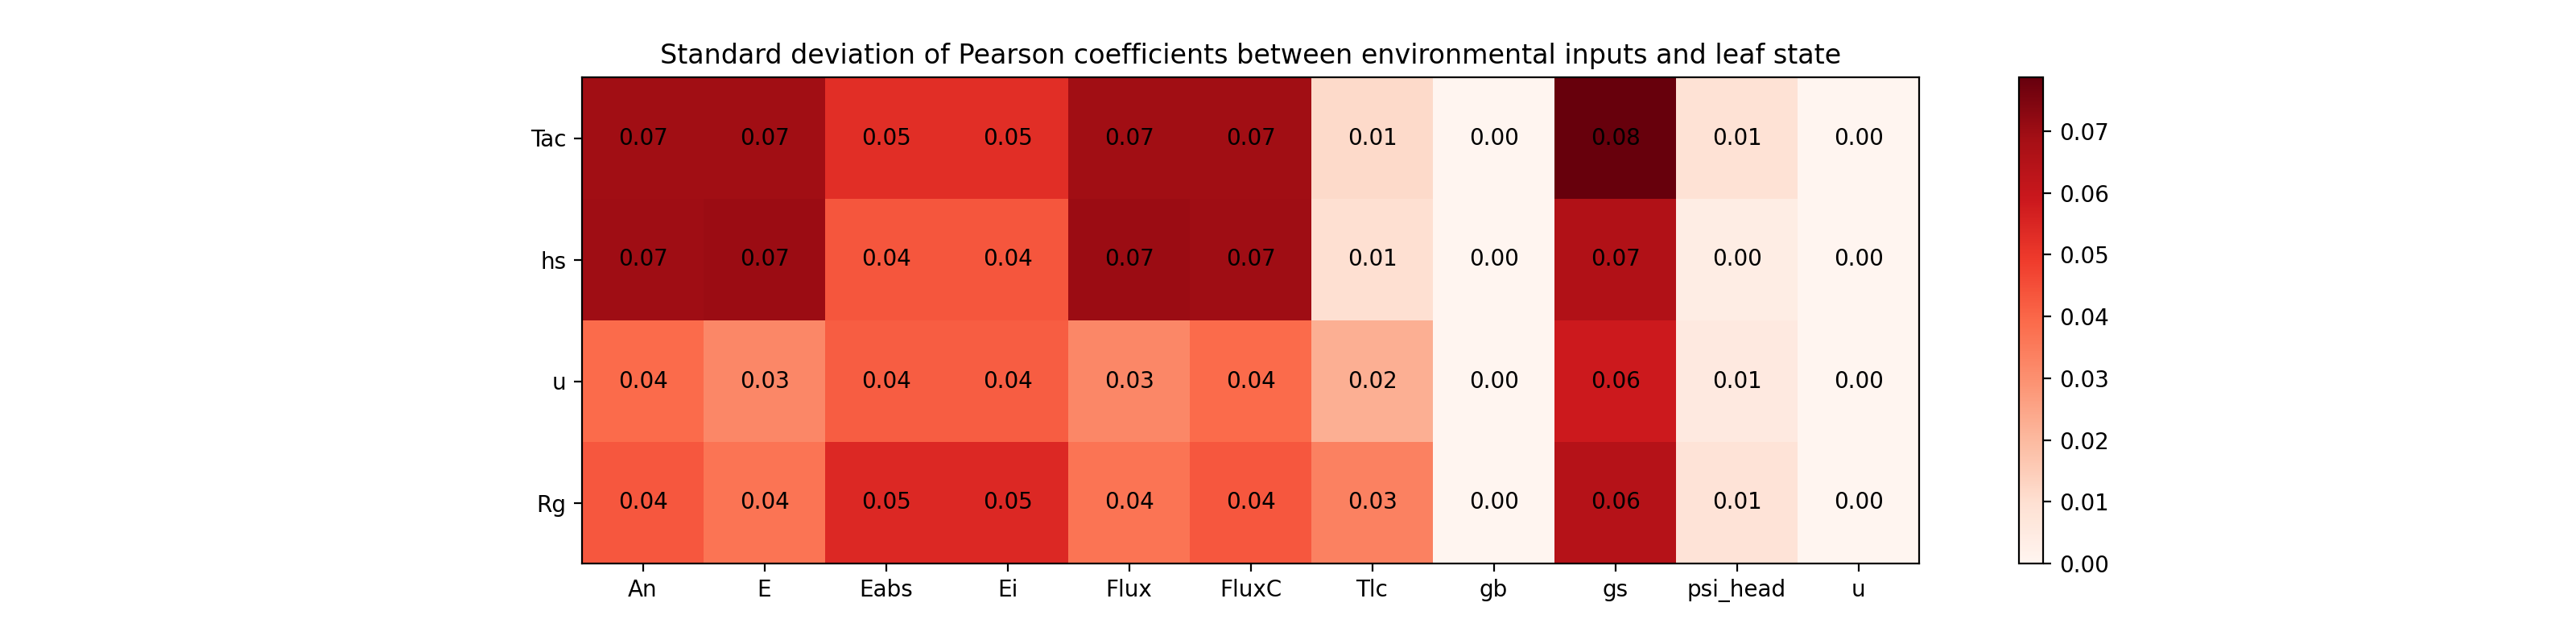 Standard deviation of Pearson coefficients between environmental inputs and leaf state
Tac 0.07 0.07 0.05 0.05 0.07 0.07 0.01 0.00 0.08 0.01 0.00
hs 0.07 0.07 0.04 0.04 0.07 0.07 0.01 0.00 0.07 0.00 0.00
u 0.04 0.03 0.04 0.04 0.03 0.04 0.02 0.00 0.06 0.01 0.00
Rg 0.04 0.04 0.05 0.05 0.04 0.04 0.03 0.00 0.06 0.01 0.00
An E Eabs Ei Flux FluxC Tlc gb gs psi_head u
0.07
0.06
0.05
0.04
0.03
0.02
0.01
0.00